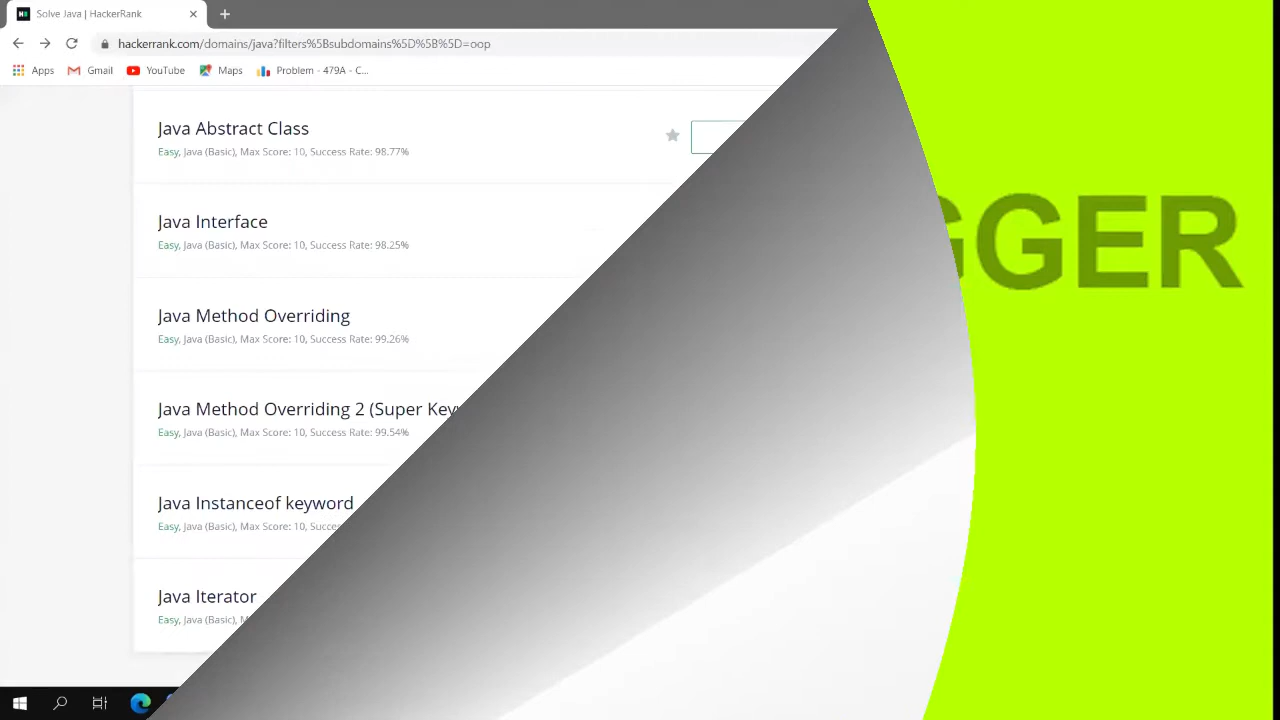 Solve Java | HackerRank
hackerrank.com/domains/java?filters%5Bsubdomains%5D%5B%5D=oop
Apps Gmail YouTube Maps Problem - 479A - C...
Java Abstract Class
Easy, Java (Basic), Max Score: 10, Success Rate: 98.77%
Java Interface
Easy, Java (Basic), Max Score: 10, Success Rate: 98.25%
Java Method Overriding
Easy, Java (Basic), Max Score: 10, Success Rate: 99.26%
Java Method Overriding 2 (Super
Easy, Java (Basic), Max Score: 10, Success Rate: 99.54%
Java Instanceof keyword
Easy, Java (Basic), Max Score: 10,
Java Iterator
Easy, Java (Basic),
GGER